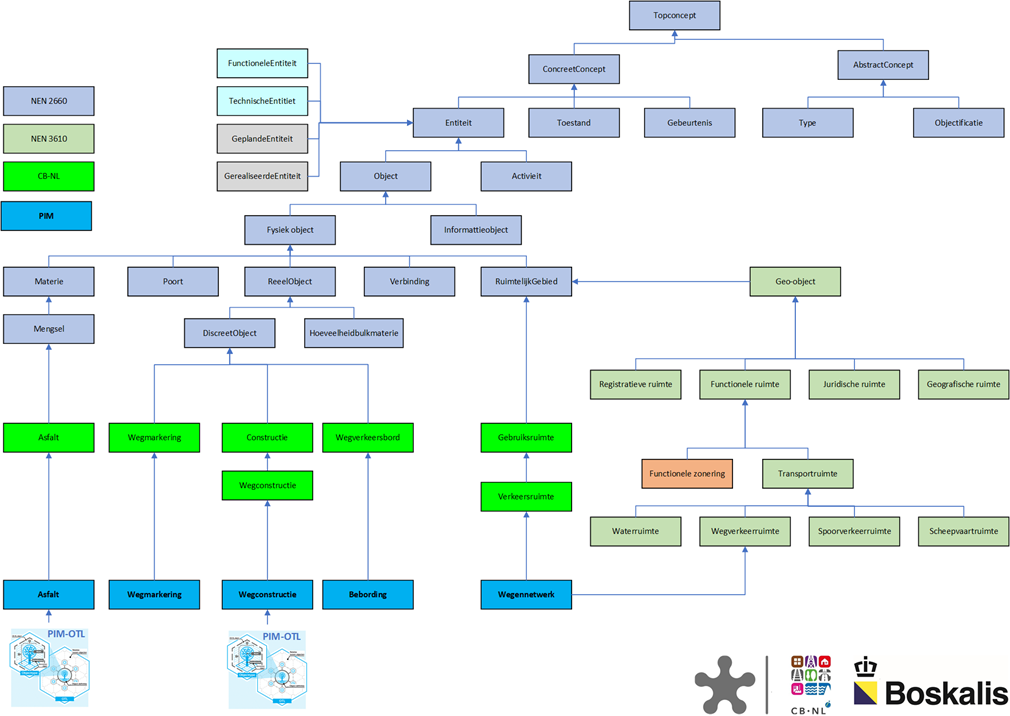 Topconcept
FunctioneleEntiteit
ConcreetConcept
AbstractConcept
NEN 2660
TechnischeEntitiet
Entiteit
Toestand
Gebeurtenis
Type
Objectificatie
NEN 3610
GeplandeEntiteit
CB-NL
GerealiseerdeEntiteit
Object
Activieit
PIM
Fysiek object
Informattieobject
Materie
Poort
ReeelObject
Verbinding
RuimtelijkGebied
Geo-object
Mengsel
DiscreetObject
Hoeveelheidbulkmaterie
Registratieve ruimte
Functionele ruimte
Juridische ruimte
Geografische ruimte
Asfalt
Wegmarkering
Constructie
Wegverkeersbord
Gebruiksruimte
Functionele zonering
Transportruimte
Wegconstructie
Verkeersruimte
Waterruimte
Wegverkeerruimte
Spoorverkeerruimte
Scheepvaartruimte
Asfalt
Wegmarkering
Wegconctructie
Bebording
Wegennetwerk
PIM-OTL
PIM-OTL
CB·NL
Boskalis